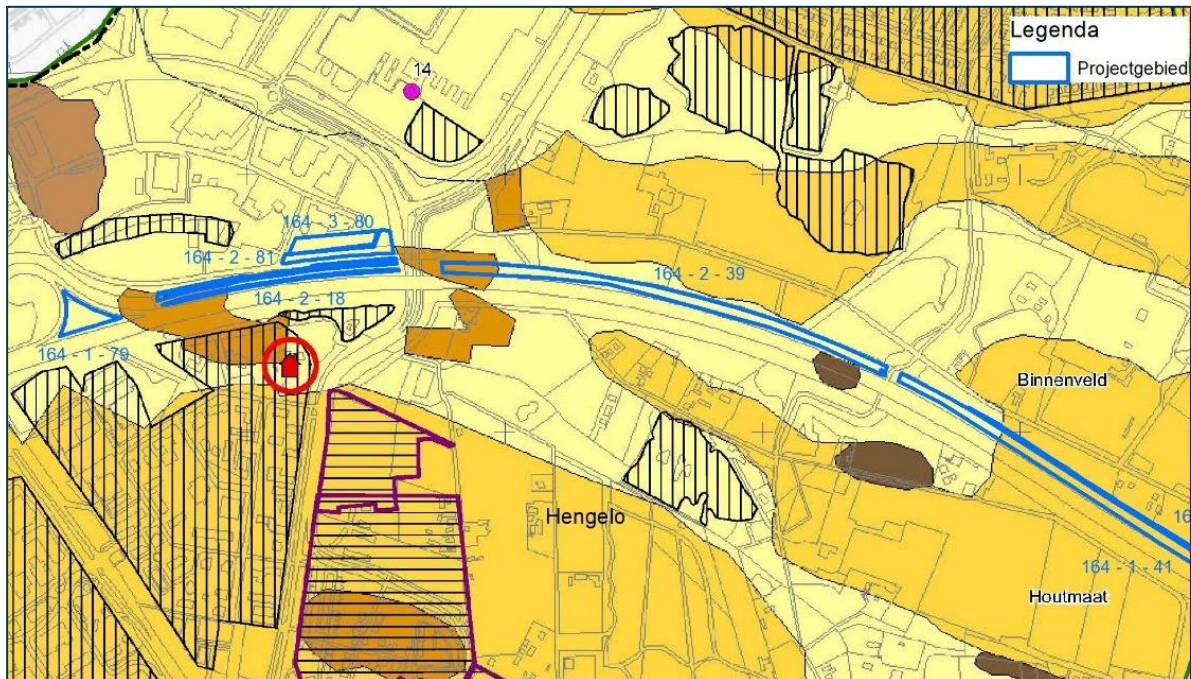 Legenda
Projectgebied
14
164 - 3 - 80
164 - 2 - 81
164 - 2 - 39
164 - 2 - 18
164 - 1 - 79
Binnenveld
Hengelo
16
164 - 1 - 41
Houtmaat